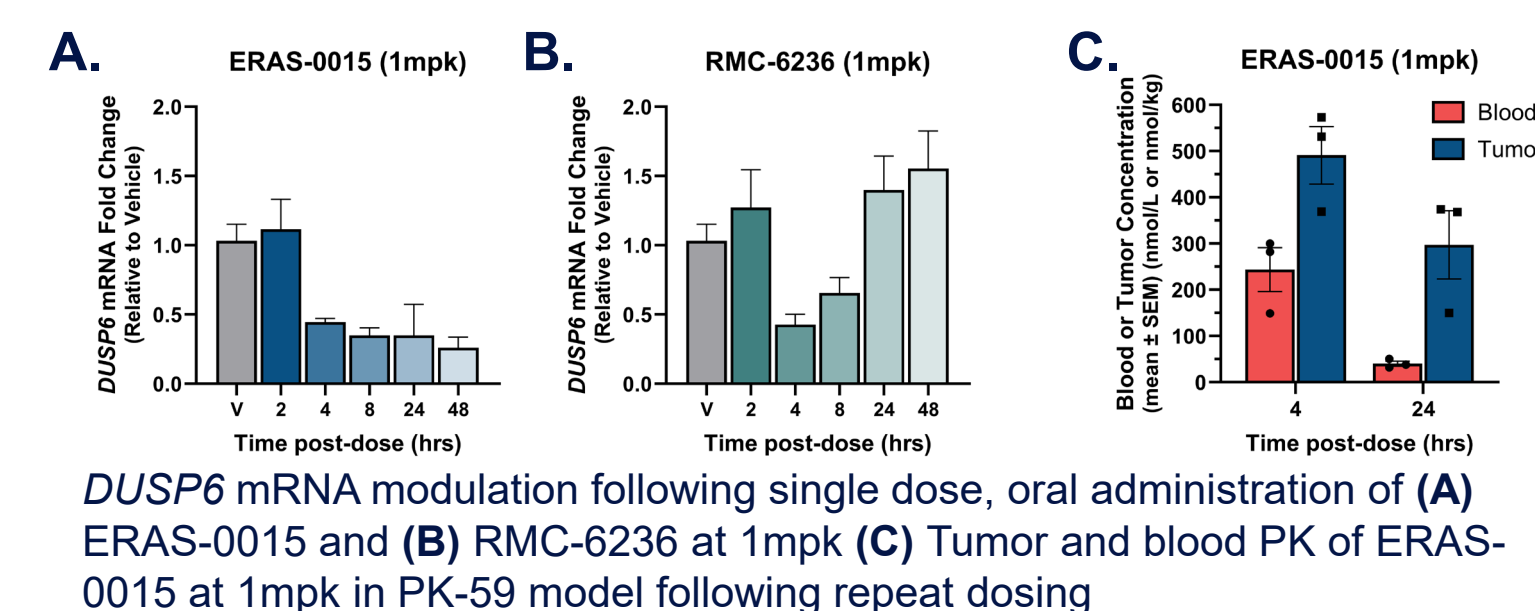 A.
ERAS-0015 (1mpk)
DUSP6 mRNA Fold Change
(Relative to Vehicle)
2.0
1.5
1.0
0.5
0.0
V 2 4 8 24 48
Time post-dose (hrs)
B.
RMC-6236 (1mpk)
DUSP6 mRNA Fold Change
(Relative to Vehicle)
2.0
1.5
1.0
0.5
0.0
V 2 4 8 24 48
Time post-dose (hrs)
C.
ERAS-0015 (1mpk)
Blood or Tumor Concentration
(mean ± SEM) (nmol/L or nmol/kg)
600
500
400
300
200
100
0
4 24
Time post-dose (hrs)
Blood
Tumo
DUSP6 mRNA modulation following single dose, oral administration of (A)
ERAS-0015 and (B) RMC-6236 at 1mpk (C) Tumor and blood PK of ERAS-
0015 at 1mpk in PK-59 model following repeat dosing